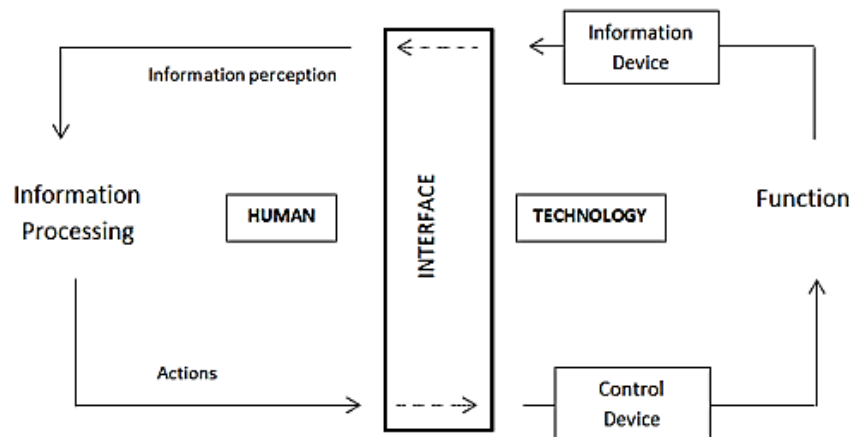 Information
Device
Information perception
Information
Processing
HUMAN
INTERFACE
TECHNOLOGY
Function
Actions
Control
Device